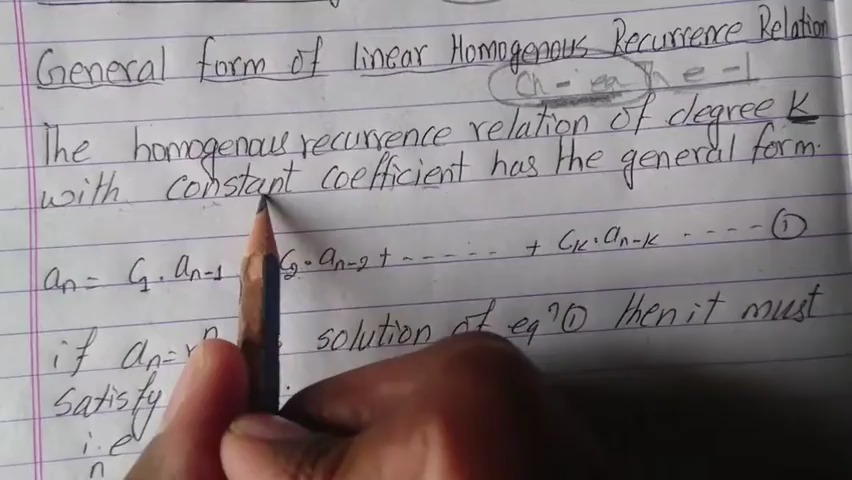 General form of linear Homogenous Recurrence Relation
The homogenous recurrence relation of degree K
with constant coefficient has the general form.
an = C1 . an-1 C2 . an-2 + ------ + CK . an-K ----- ①
if an = rn solution of eqn ① then it must
satisfy
i.e
n